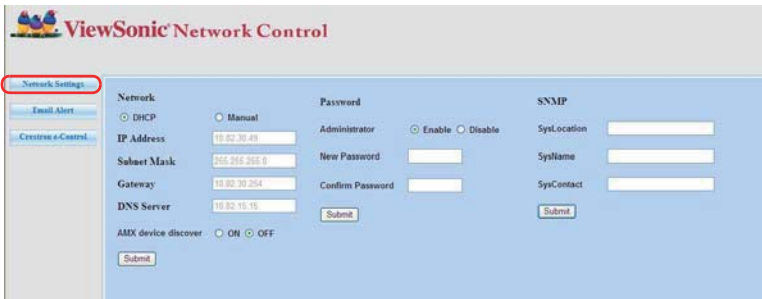 ViewSonic® Network Control
Network Settings
Email Alert
Crestron e-Control
Network
DHCP Manual
IP Address 10.82.30.49
Subnet Mask 255.255.255.0
Gateway 10.82.30.254
DNS Server 10.82.15.15
AMX device discover ON OFF
Submit
Password
Administrator Enable Disable
New Password
Confirm Password
Submit
SNMP
SysLocation
SysName
SysContact
Submit